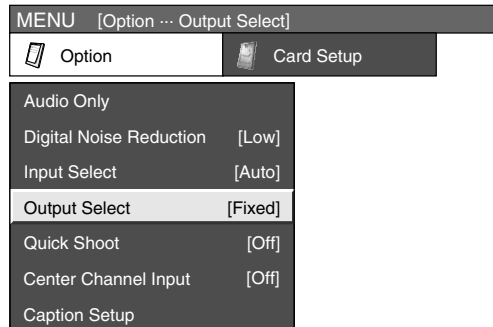 MENU [Option ··· Output Select]
Option Card Setup
Audio Only
Digital Noise Reduction [Low]
Input Select [Auto]
Output Select [Fixed]
Quick Shoot [Off]
Center Channel Input [Off]
Caption Setup